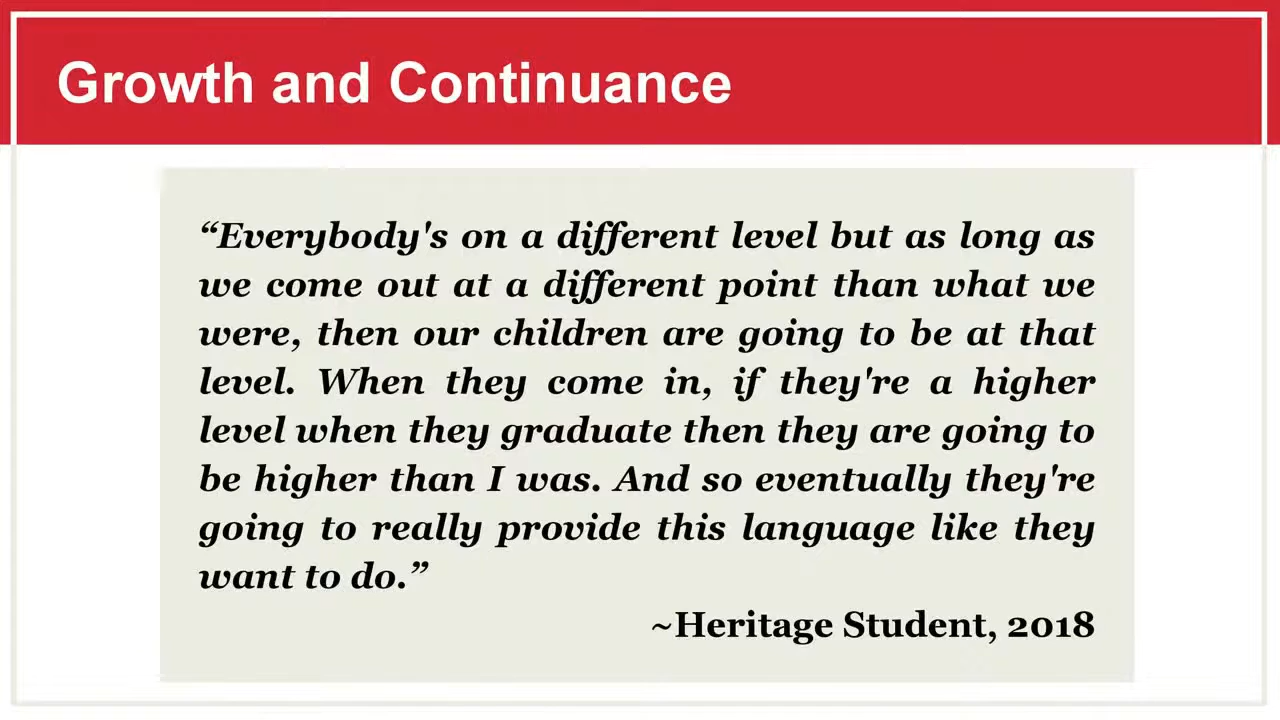 Growth and Continuance
“Everybody's on a different level but as long as
we come out at a different point than what we
were, then our children are going to be at that
level. When they come in, if they're a higher
level when they graduate then they are going to
be higher than I was. And so eventually they're
going to really provide this language like they
want to do.”
~Heritage Student, 2018